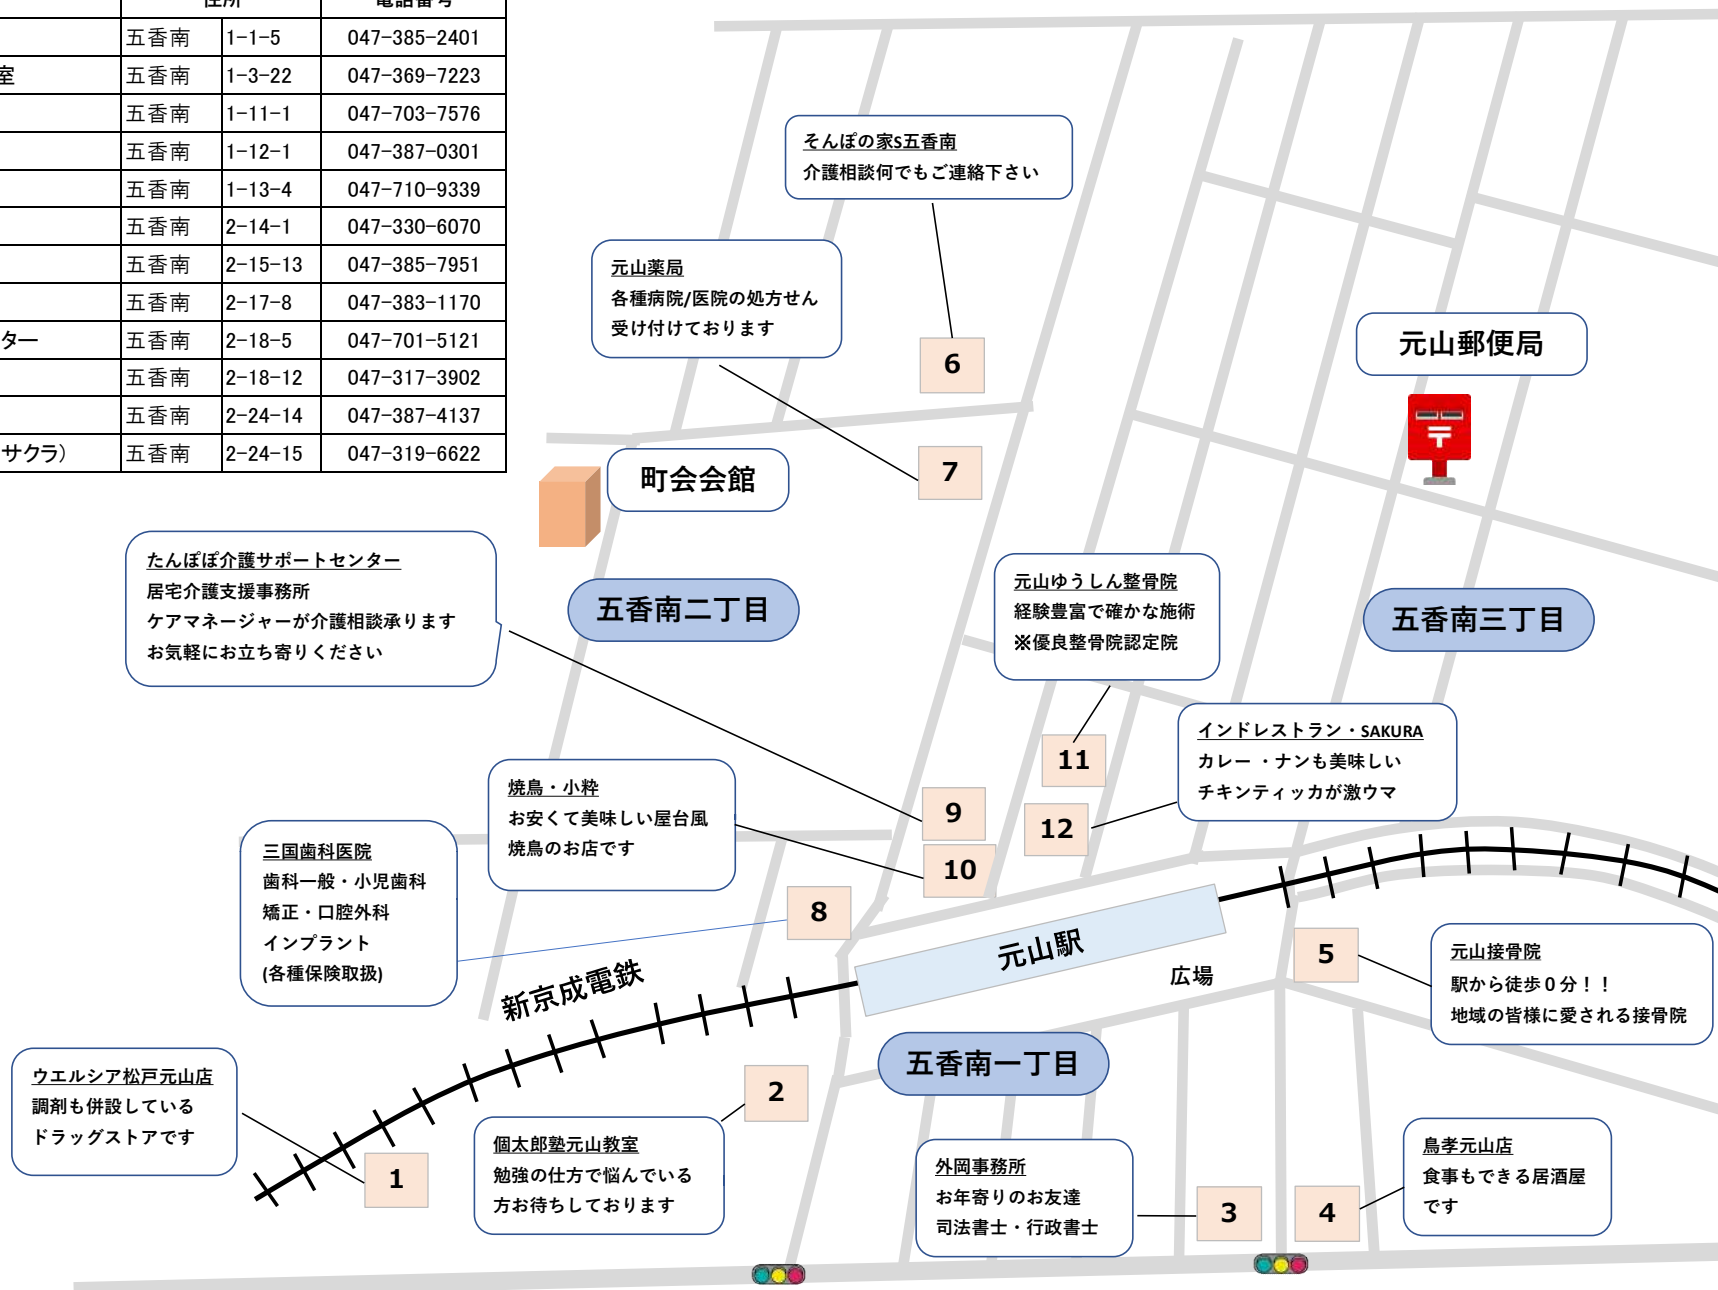 住所 電話番号
五香南 1-1-5 047-385-2401
室 五香南 1-3-22 047-369-7223
五香南 1-11-1 047-703-7576
五香南 1-12-1 047-387-0301
五香南 1-13-4 047-710-9339
五香南 2-14-1 047-330-6070
五香南 2-15-13 047-385-7951
五香南 2-17-8 047-383-1170
ター 五香南 2-18-5 047-701-5121
五香南 2-18-12 047-317-3902
五香南 2-24-14 047-387-4137
サクラ） 五香南 2-24-15 047-319-6622
そんぽの家S五香南
介護相談何でもご連絡下さい
元山薬局
各種病院/医院の処方せん
受け付けております
6
元山郵便局
7
町会会館
たんぽぽ介護サポートセンター
居宅介護支援事務所
ケアマネージャーが介護相談承ります
お気軽にお立ち寄りください
五香南二丁目
元山ゆうしん整骨院
経験豊富で確かな施術
※優良整骨院認定院
五香南三丁目
11
インドレストラン・SAKURA
カレー・ナンも美味しい
チキンティッカが激ウマ
焼鳥・小粋
お安くて美味しい屋台風
焼鳥のお店です
9
12
10
三国歯科医院
歯科一般・小児歯科
矯正・口腔外科
インプラント
(各種保険取扱)
8
元山駅
広場
5
元山接骨院
駅から徒歩０分！！
地域の皆様に愛される接骨院
新京成電鉄
五香南一丁目
ウエルシア松戸元山店
調剤も併設している
ドラッグストアです
1
2
個太郎塾元山教室
勉強の仕方で悩んでいる
方お待ちしております
外岡事務所
お年寄りのお友達
司法書士・行政書士
3
4
鳥孝元山店
食事もできる居酒屋
です